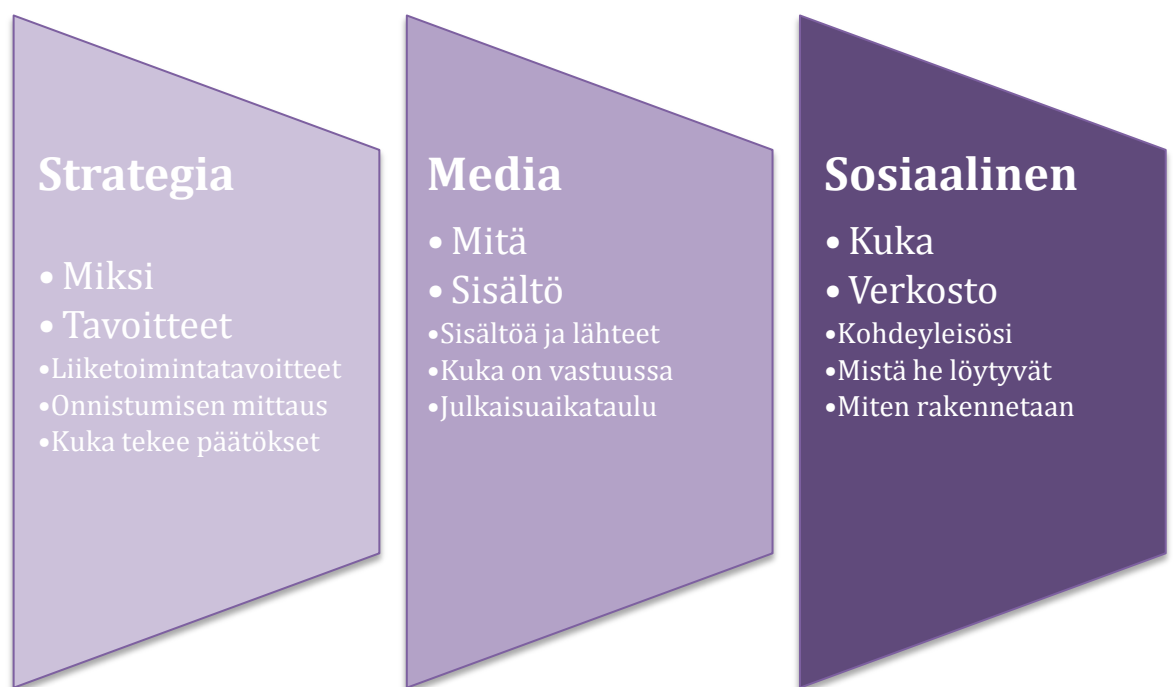 Strategia
• Miksi
• Tavoitteet
•Liiketoimintatavoitteet
•Onnistumisen mittaus
•Kuka tekee päätökset
Media
• Mitä
• Sisältö
•Sisältöä ja lähteet
•Kuka on vastuussa
•Julkaisuaikataulu
Sosiaalinen
• Kuka
• Verkosto
•Kohdeyleisösi
•Mistä he löytyvät
•Miten rakennetaan